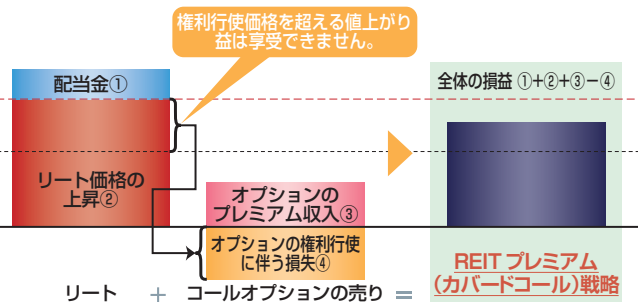 権利行使価格を超える値上がり
益は享受できません。
配当金①
全体の損益 ①+②+③-④
リート価格の
上昇②
オプションの
プレミアム収入③
オプションの権利行使
に伴う損失④
REITプレミアム
(カバードコール)戦略
リート + コールオプションの売り =